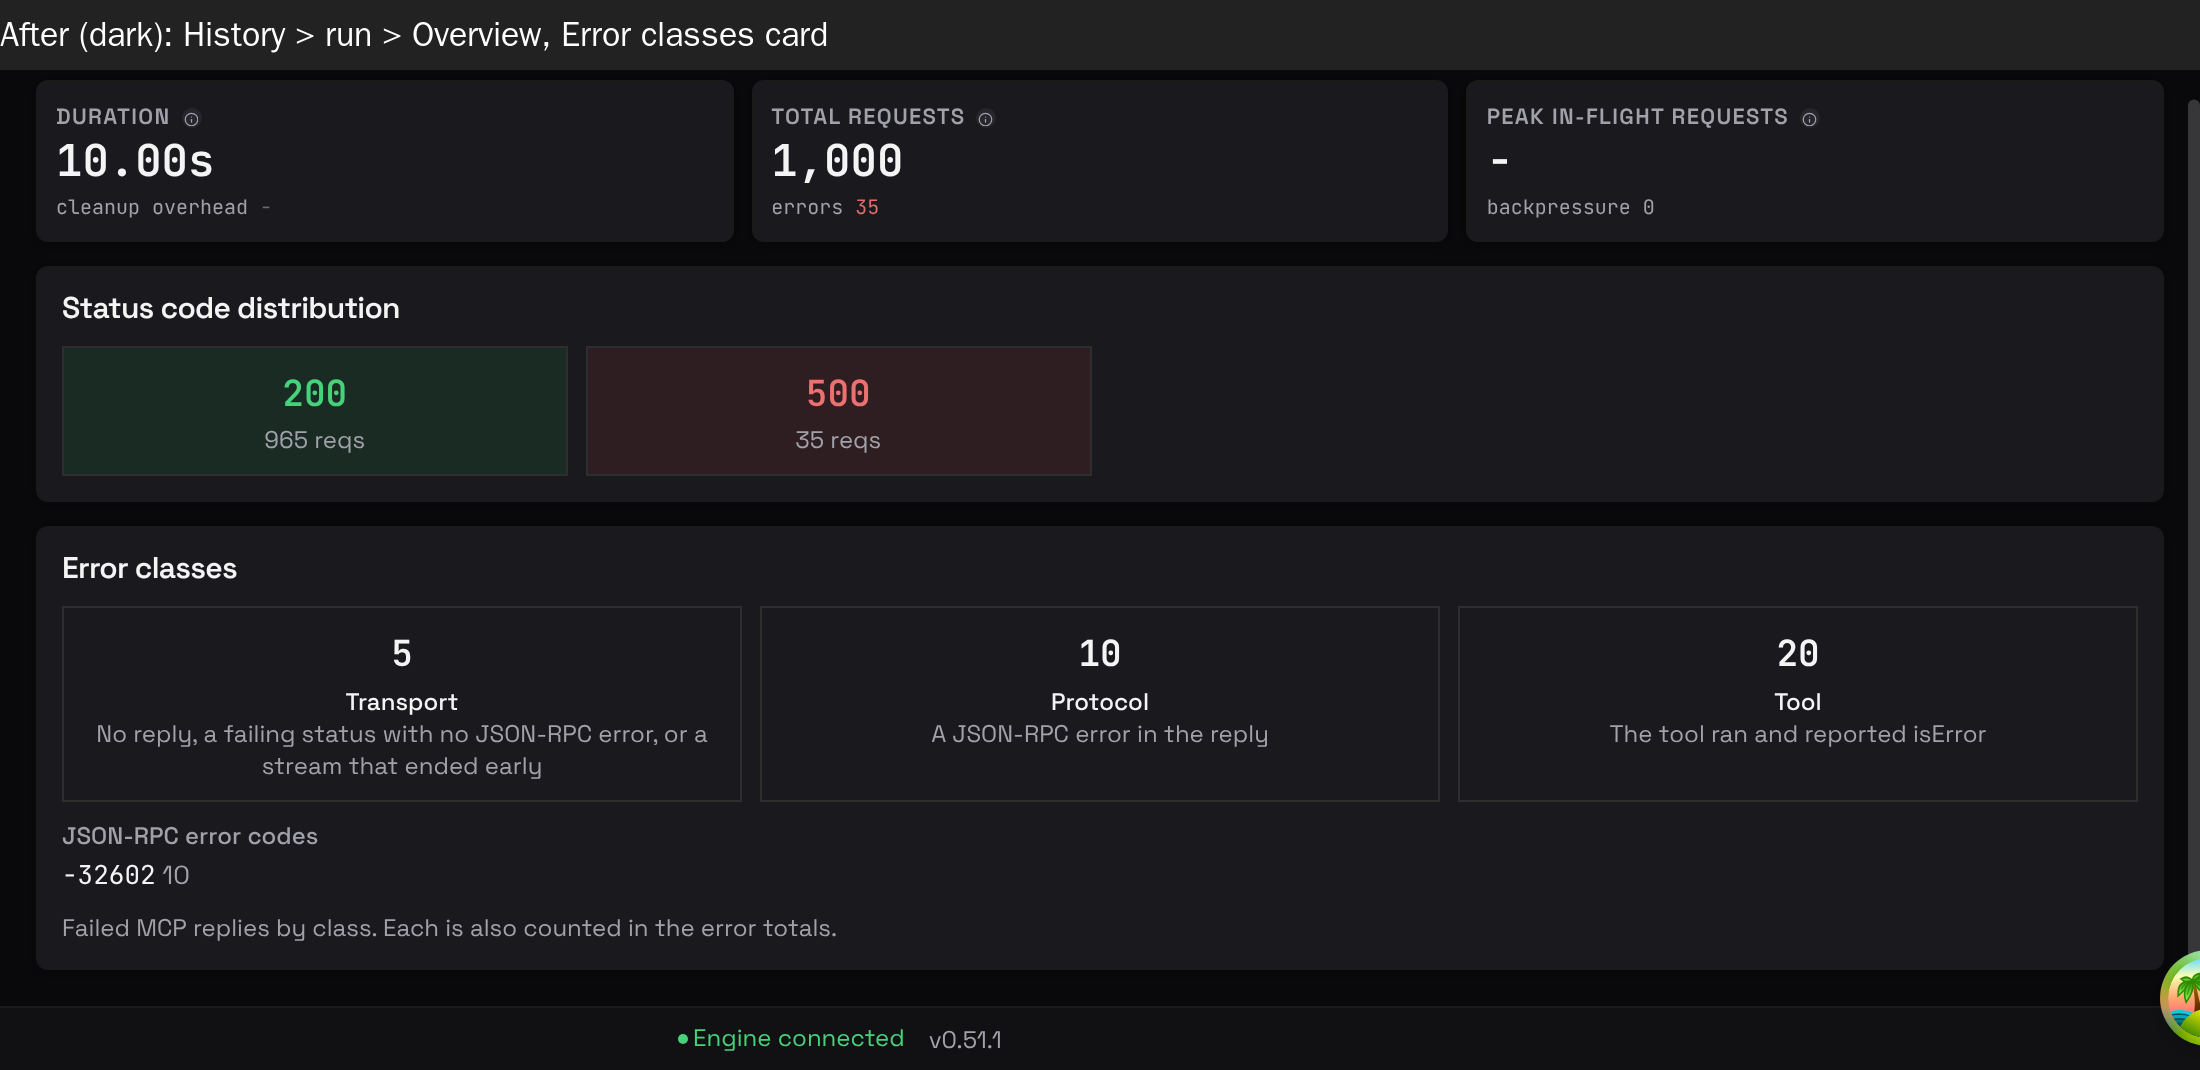 After (dark): History > run > Overview, Error classes card
DURATION
10.00s
cleanup overhead -
TOTAL REQUESTS
1,000
errors 35
PEAK IN-FLIGHT REQUESTS
-
backpressure 0
Status code distribution
200
965 reqs
500
35 reqs
Error classes
5
Transport
No reply, a failing status with no JSON-RPC error, or a
stream that ended early
10
Protocol
A JSON-RPC error in the reply
20
Tool
The tool ran and reported isError
JSON-RPC error codes
-32602 10
Failed MCP replies by class. Each is also counted in the error totals.
Engine connected v0.51.1